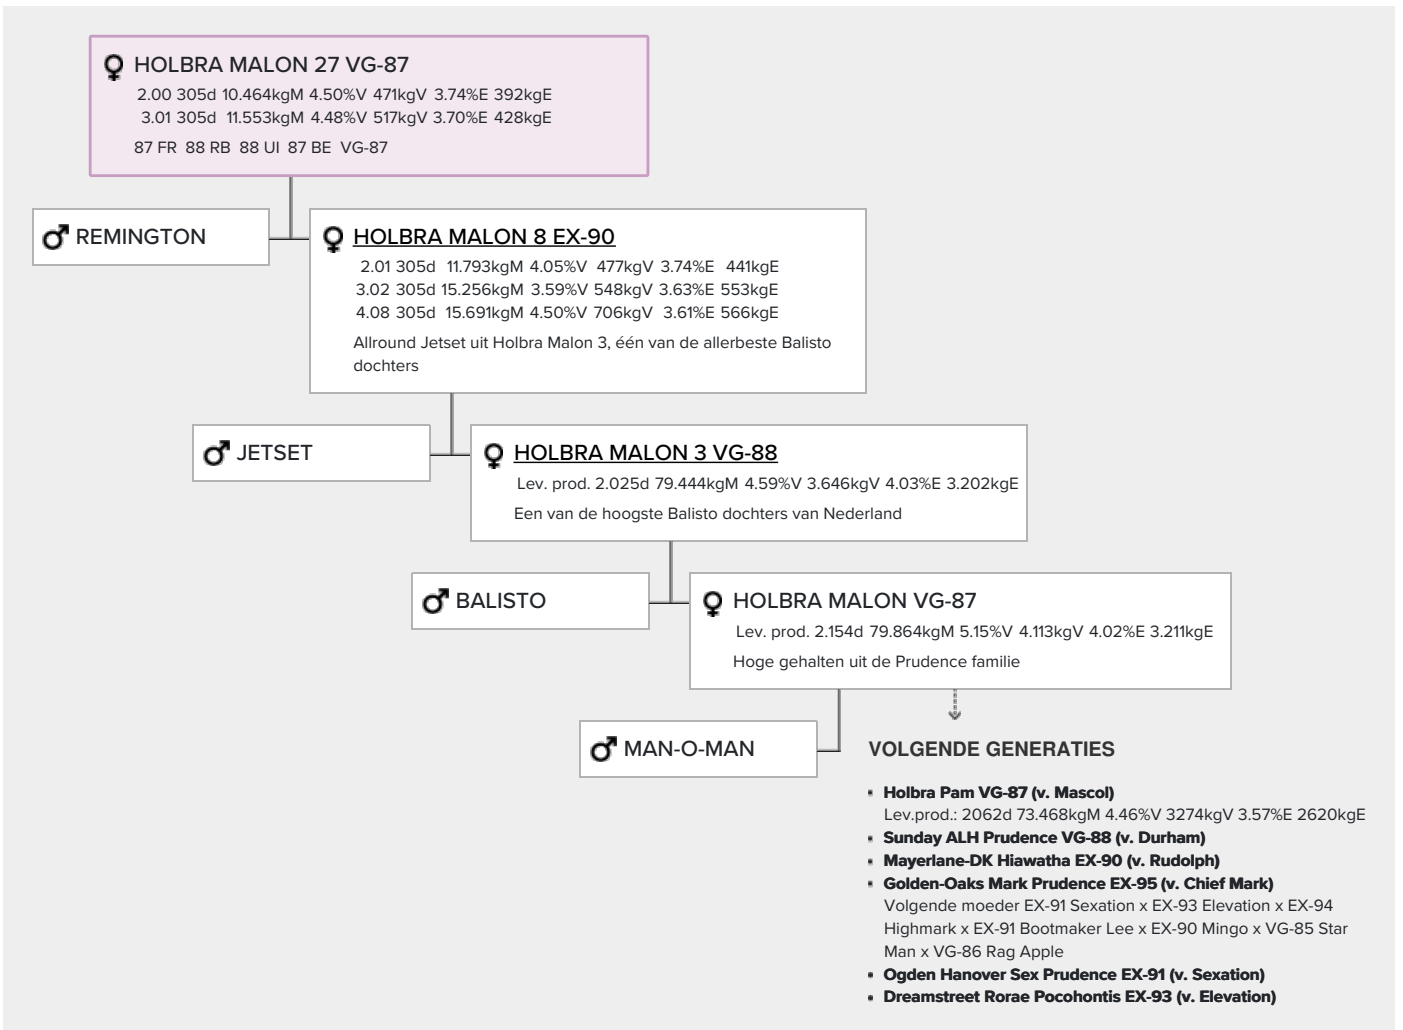 HOLBRA MALON 27 VG-87
2.00 305d 10.464kgM 4.50%V 471kgV 3.74%E 392kgE
3.01 305d 11.553kgM 4.48%V 517kgV 3.70%E 428kgE
87 FR 88 RB 88 UI 87 BE VG-87
REMINGTON
HOLBRA MALON 8 EX-90
2.01 305d 11.793kgM 4.05%V 477kgV 3.74%E 441kgE
3.02 305d 15.256kgM 3.59%V 548kgV 3.63%E 553kgE
4.08 305d 15.691kgM 4.50%V 706kgV 3.61%E 566kgE
Allround Jetset uit Holbra Malon 3, één van de allerbeste Balisto
dochters
JETSET
HOLBRA MALON 3 VG-88
Lev. prod. 2.025d 79.444kgM 4.59%V 3.646kgV 4.03%E 3.202kgE
Een van de hoogste Balisto dochters van Nederland
BALISTO
HOLBRA MALON VG-87
Lev. prod. 2.154d 79.864kgM 5.15%V 4.113kgV 4.02%E 3.211kgE
Hoge gehalten uit de Prudence familie
MAN-O-MAN
VOLGENDE GENERATIES
Holbra Pam VG-87 (v. Mascol)
Lev.prod.: 2062d 73.468kgM 4.46%V 3274kgV 3.57%E 2620kgE
Sunday ALH Prudence VG-88 (v. Durham)
Mayerlane-DK Hiawatha EX-90 (v. Rudolph)
Golden-Oaks Mark Prudence EX-95 (v. Chief Mark)
Volgende moeder EX-91 Sexation x EX-93 Elevation x EX-94
Highmark x EX-91 Bootmaker Lee x EX-90 Mingo x VG-85 Star
Man x VG-86 Rag Apple
Ogden Hanover Sex Prudence EX-91 (v. Sexation)
Dreamstreet Rorae Pocohontis EX-93 (v. Elevation)